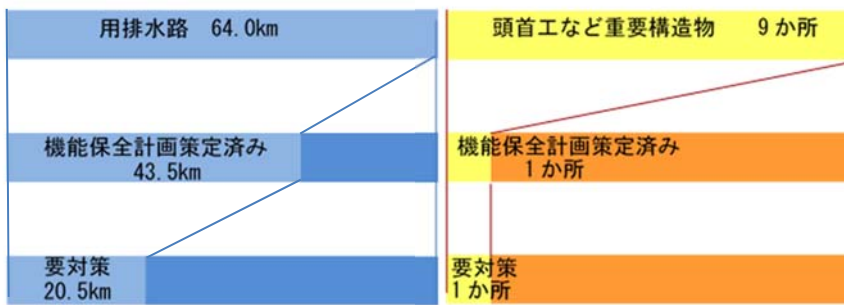 用排水路 64.0km
頭首工など重要構造物 9か所
機能保全計画策定済み
43.5km
機能保全計画策定済み
1か所
要対策
20.5km
要対策
1か所